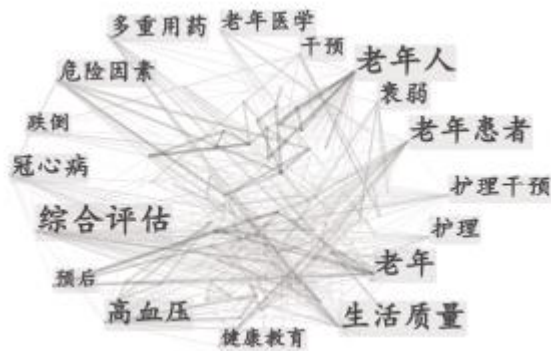 多重用药
老年医学
干预
老年人
危险因素
衰弱
跌倒
老年患者
冠心病
护理干预
综合评估
护理
老年
预后
高血压
生活质量
健康教育